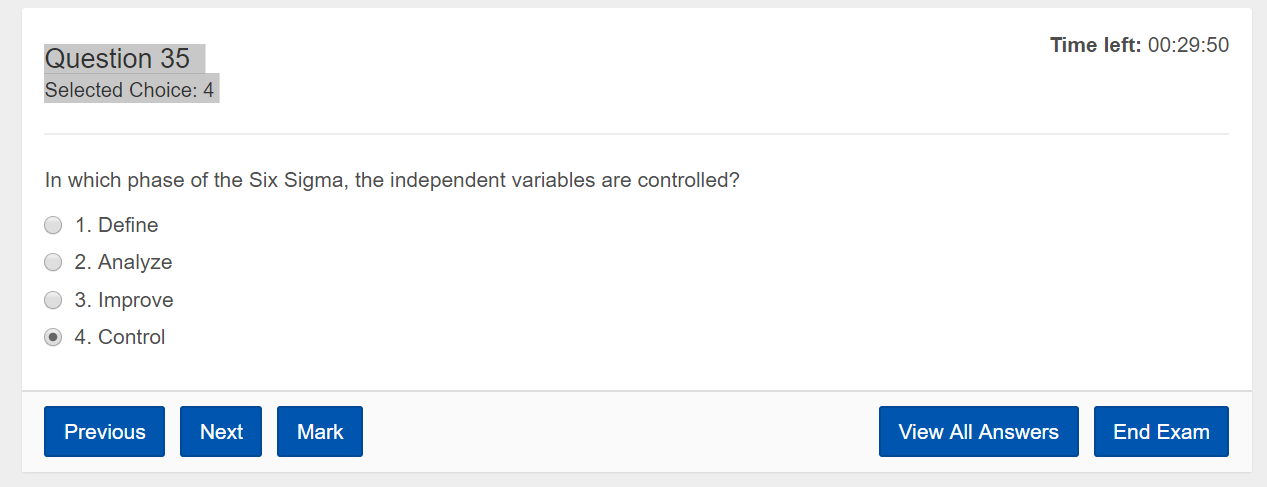 Question 35
Time left: 00:29:50
Selected Choice: 4
In which phase of the Six Sigma, the independent variables are controlled?
1. Define
2. Analyze
3. Improve
4. Control
Previous Next Mark View All Answers End Exam